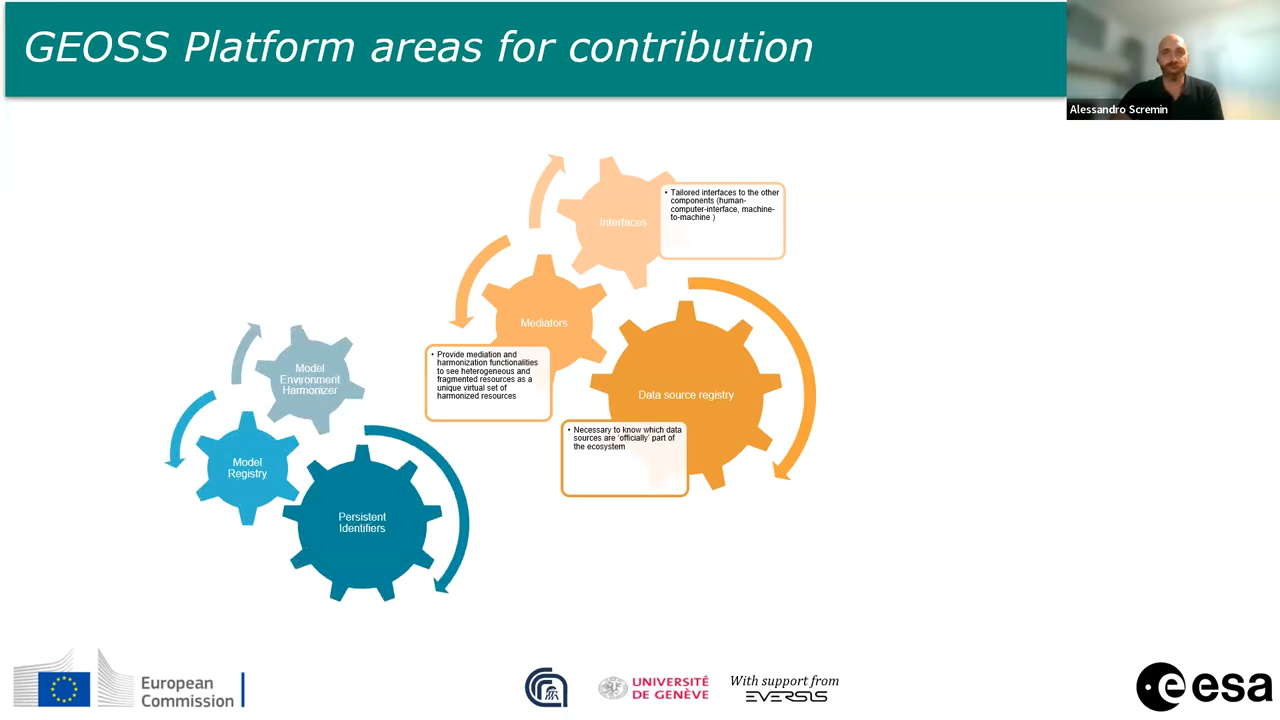 GEOSS Platform areas for contribution
Alessandro Scremin
Interfaces
• Tailored interfaces to the other
components (human-
computer-interface, machine-
to-machine )
Mediators
• Provide mediation and
harmonization functionalities
to see heterogeneous and
fragmented resources as a
unique virtual set of
harmonized resources
Data source registry
• Necessary to know which data
sources are 'officially' part of
the ecosystem
Model
Environment
Harmonizer
Model
Registry
Persistent
Identifiers
European
Commission
UNIVERSITÉ
DE GENÈVE
With support from
EVERSIS
esa